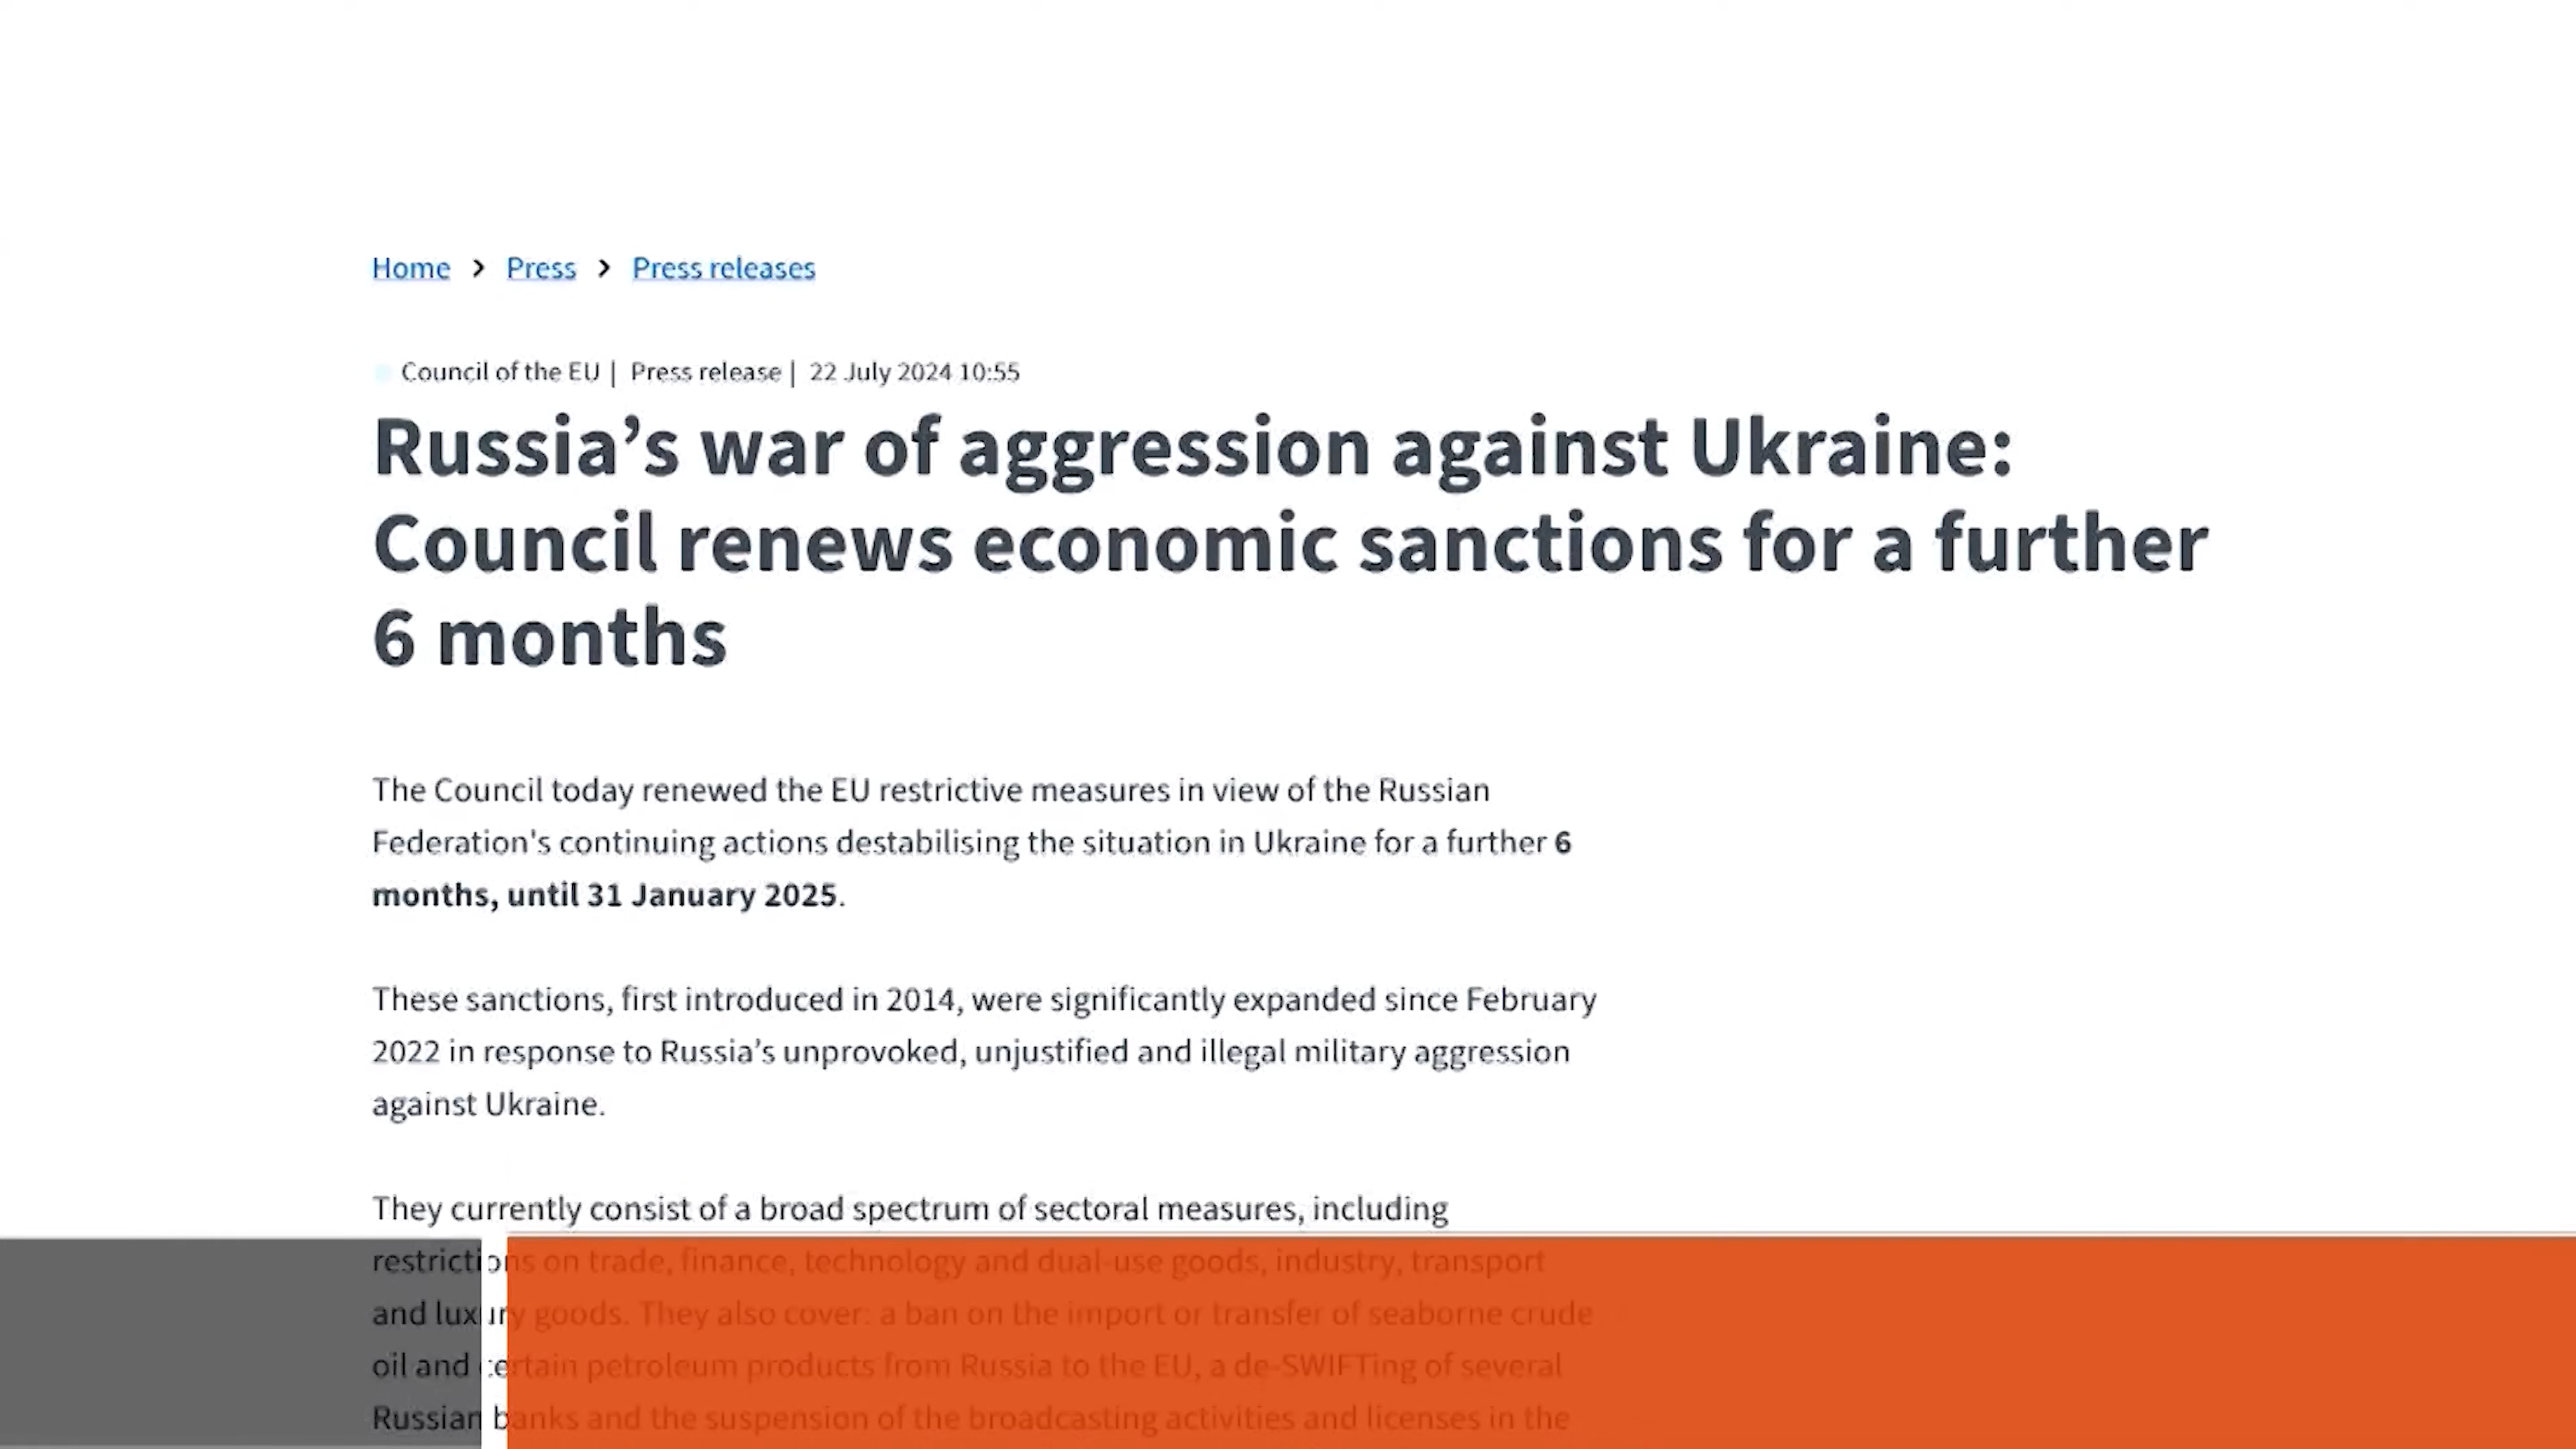 Home > Press > Press releases
Council of the EU | Press release | 22 July 2024 10:55
Russia’s war of aggression against Ukraine:
Council renews economic sanctions for a further
6 months
The Council today renewed the EU restrictive measures in view of the Russian
Federation's continuing actions destabilising the situation in Ukraine for a further 6
months, until 31 January 2025.
These sanctions, first introduced in 2014, were significantly expanded since February
2022 in response to Russia’s unprovoked, unjustified and illegal military aggression
against Ukraine.
They currently consist of a broad spectrum of sectoral measures, including
restrictions on trade, finance, technology and dual-use goods, industry, transport
and luxury goods. They also cover: a ban on the import or transfer of seaborne crude
oil and certain petroleum products from Russia to the EU, a de-SWIFTing of several
Russian banks and the suspension of the broadcasting activities and licenses in the